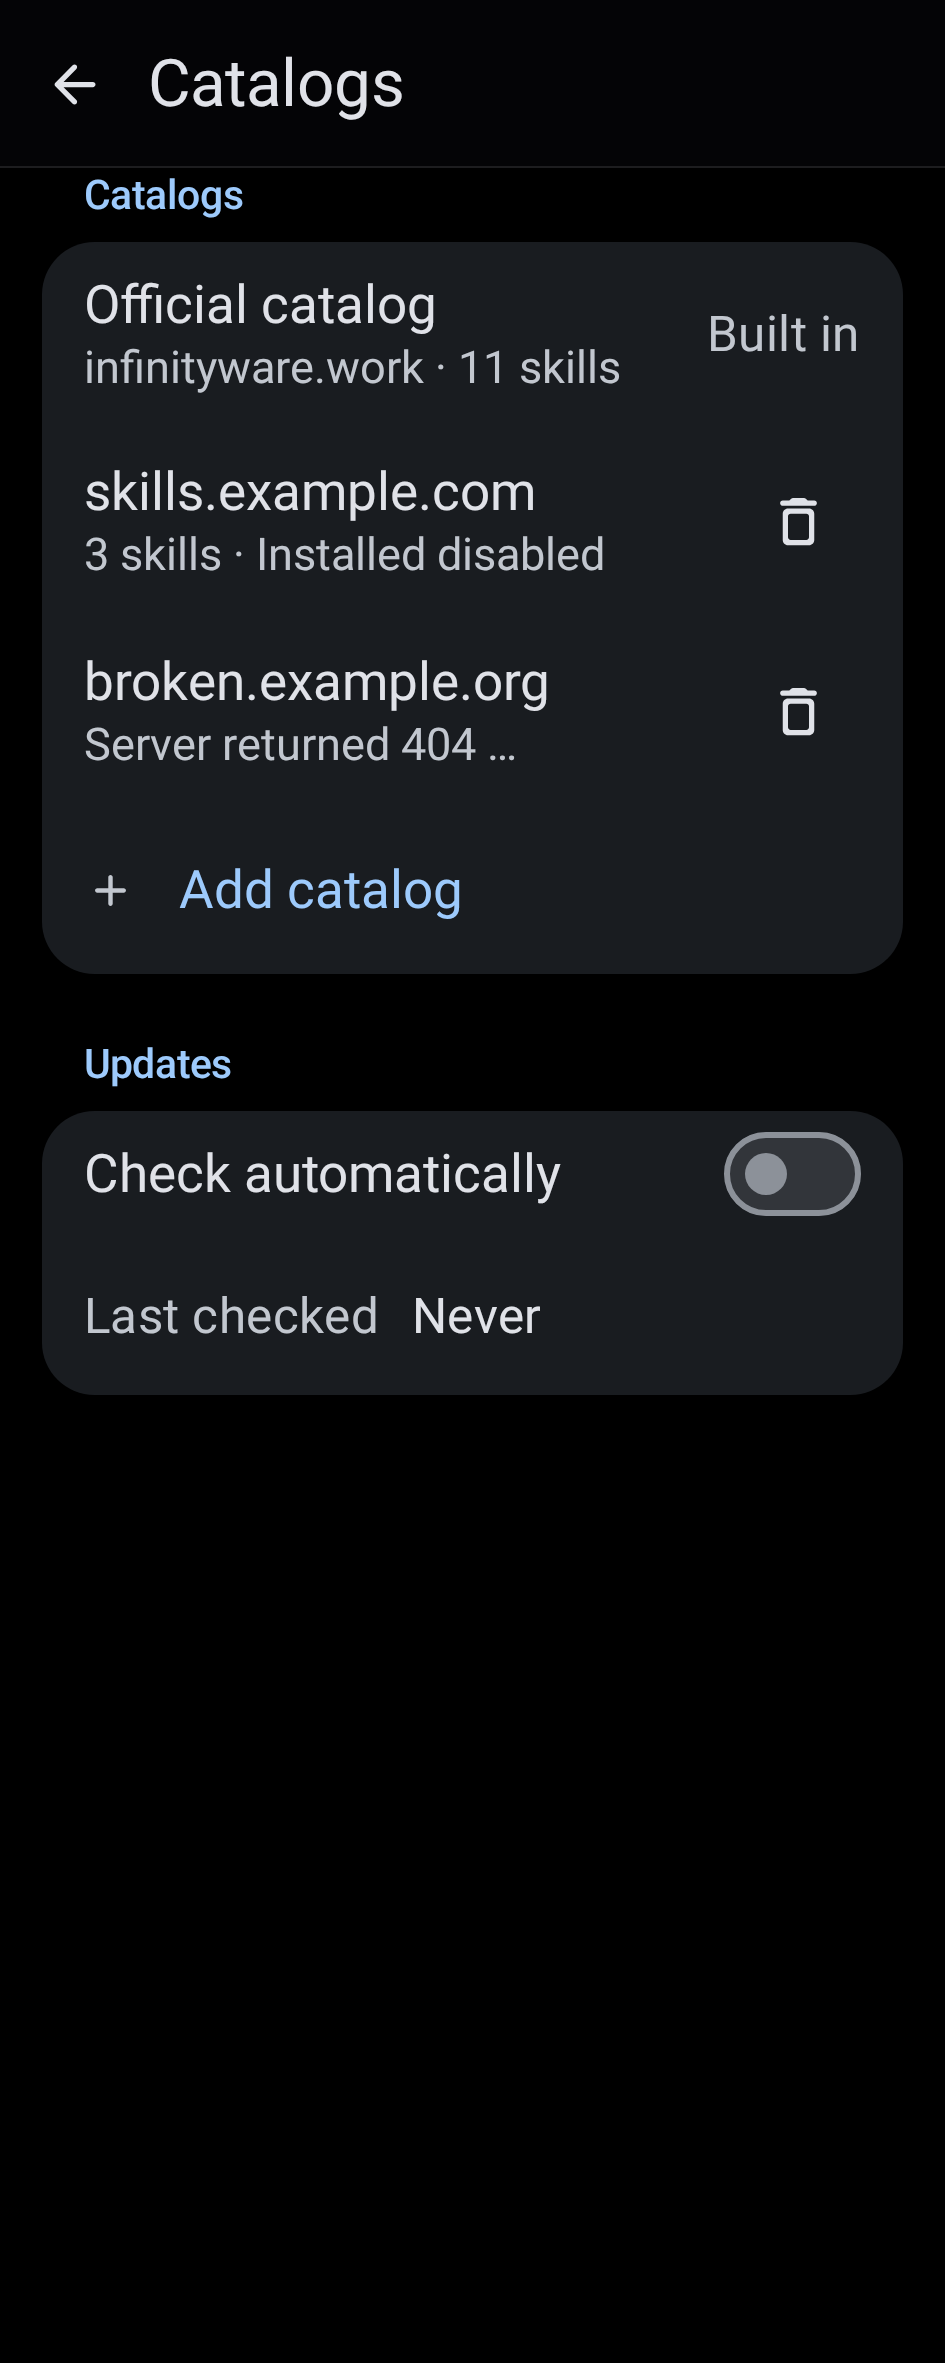 Catalogs
Catalogs
Official catalog
Built in
infinityware.work · 11 skills
skills.example.com
3 skills · Installed disabled
broken.example.org
Server returned 404 …
Add catalog
Updates
Check automatically
Last checked Never